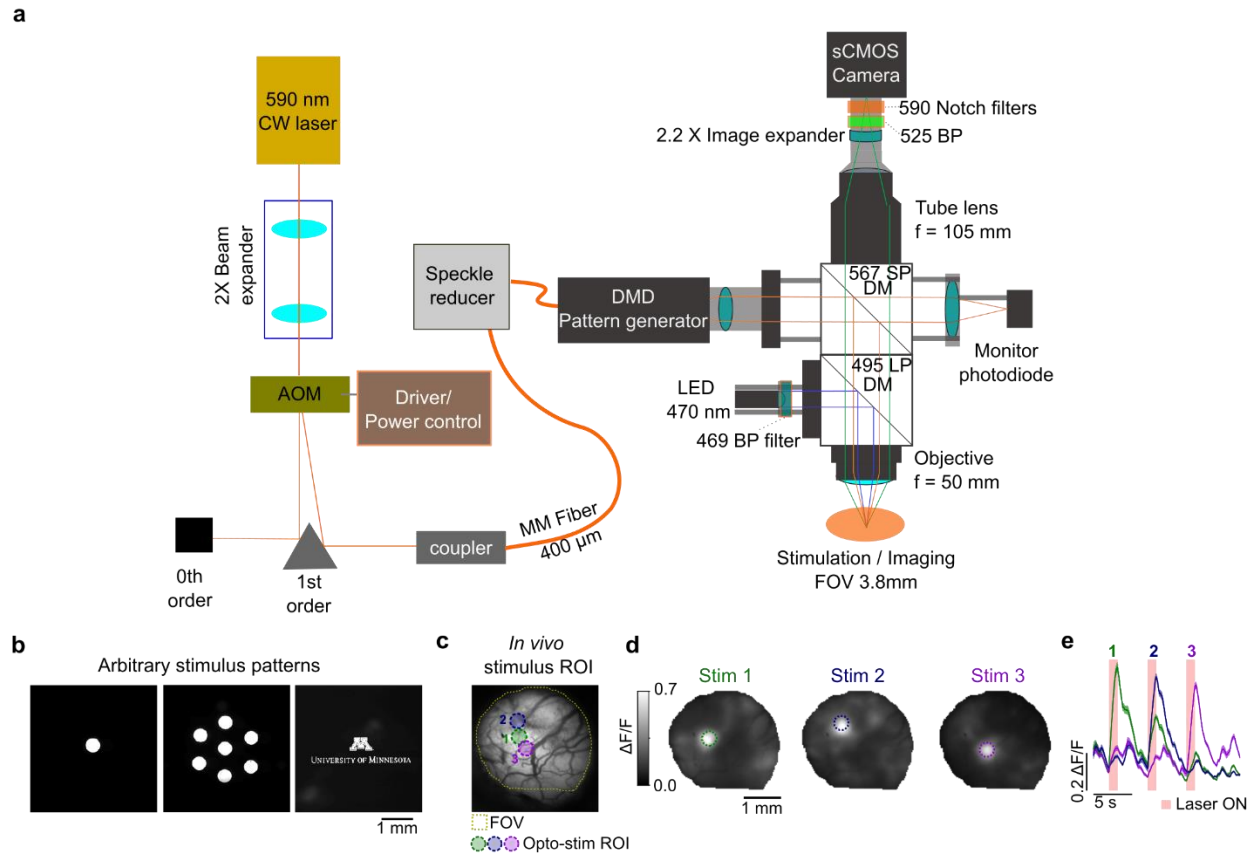 a
590 nm
CW laser
2X Beam
expander
AOM
Driver/
Power control
0th
order
1st
order
coupler
MM Fiber
400 µm
Speckle
reducer
DMD
Pattern generator
sCMOS
Camera
590 Notch filters
525 BP
2.2 X Image expander
Tube lens
f = 105 mm
567 SP
DM
Monitor
photodiode
495 LP
DM
LED
470 nm
469 BP filter
Objective
f = 50 mm
Stimulation / Imaging
FOV 3.8mm
b
Arbitrary stimulus patterns
M
UNIVERSITY OF MINNESOTA
1 mm
c
In vivo
stimulus ROI
2
1
3
FOV
Opto-stim ROI
d
Stim 1
Stim 2
Stim 3
0.7
ΔF/F
0.0
1 mm
e
1
2
3
0.2 ΔF/F
5 s
Laser ON